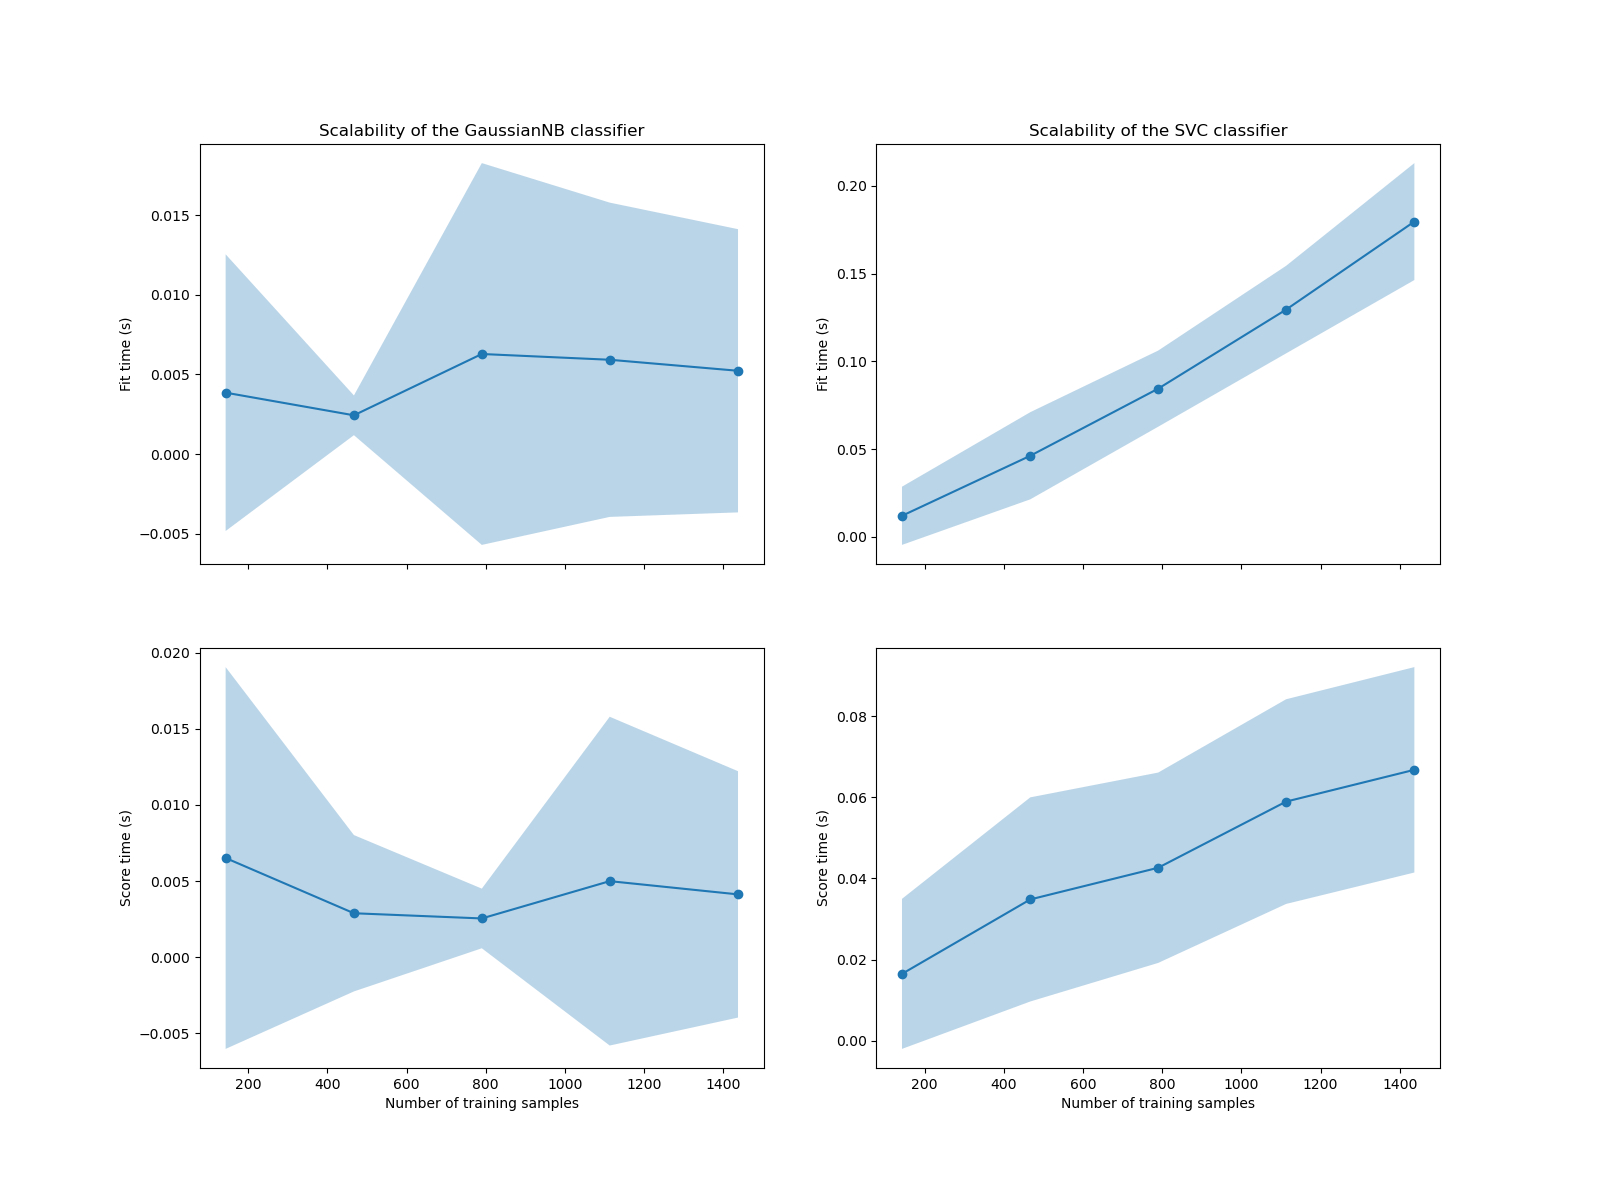 Scalability of the GaussianNB classifier
Fit time (s)
0.015
0.010
0.005
0.000
−0.005
Scalability of the SVC classifier
Fit time (s)
0.20
0.15
0.10
0.05
0.00
Score time (s)
0.020
0.015
0.010
0.005
0.000
−0.005
200 400 600 800 1000 1200 1400
Number of training samples
Score time (s)
0.08
0.06
0.04
0.02
0.00
200 400 600 800 1000 1200 1400
Number of training samples